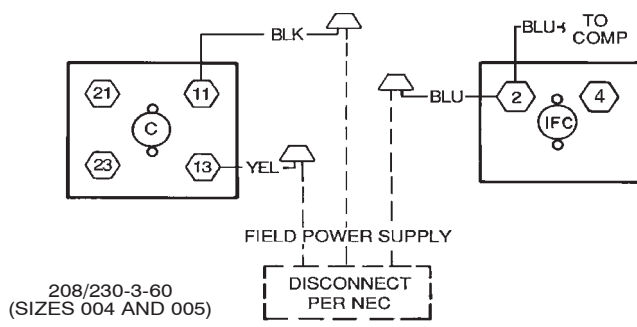 BLK
BLU
TO
COMP
21
11
C
23
13
YEL
BLU
2
4
IFC
FIELD POWER SUPPLY
DISCONNECT
PER NEC
208/230-3-60
(SIZES 004 AND 005)